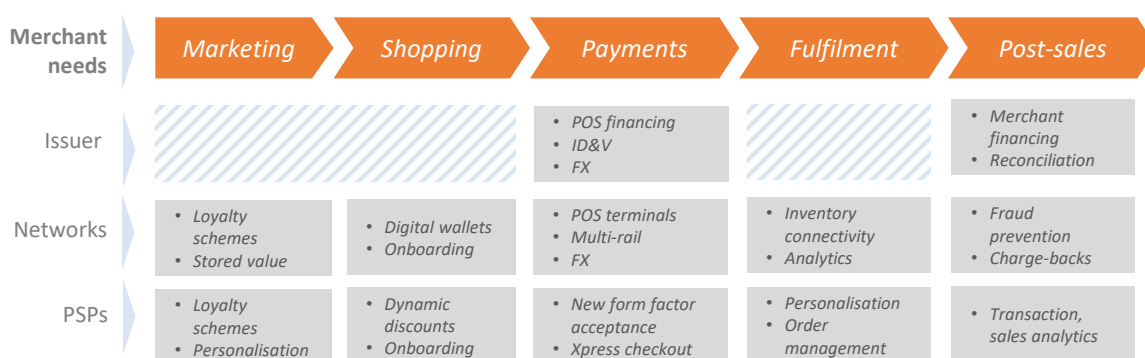 Merchant
needs
Marketing
Shopping
Payments
Fulfilment
Post-sales
Issuer
• POS financing
• ID&V
• FX
• Merchant
financing
• Reconciliation
Networks
• Loyalty
schemes
• Stored value
• Digital wallets
• Onboarding
• POS terminals
• Multi-rail
• FX
• Inventory
connectivity
• Analytics
• Fraud
prevention
• Charge-backs
PSPs
• Loyalty
schemes
• Personalisation
• Dynamic
discounts
• Onboarding
• New form factor
acceptance
• Xpress checkout
• Personalisation
• Order
management
• Transaction,
sales analytics